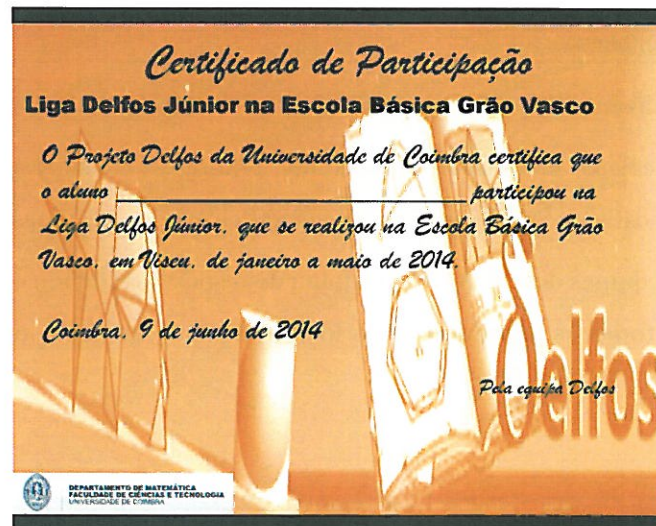 Certificado de Participação
Liga Delfos Júnior na Escola Básica Grão Vasco
O Projeto Delfos da Universidade de Coimbra certifica que
o aluno ______________________________ participou na
Liga Delfos Júnior, que se realizou na Escola Básica Grão
Vasco, em Viseu, de janeiro a maio de 2014.
Coimbra, 9 de junho de 2014
Delfos
Pela equipa Delfos
DEPARTAMENTO DE MATEMÁTICA
FACULDADE DE CIÊNCIAS E TECNOLOGIA
UNIVERSIDADE DE COIMBRA